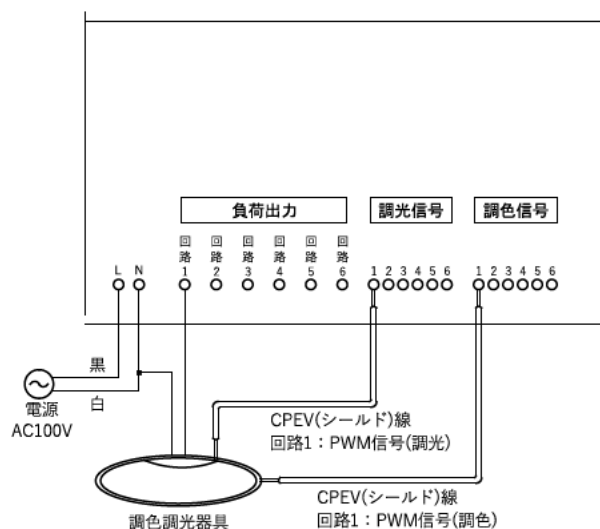 負荷出力 調光信号 調色信号
回路 回路 回路 回路 回路 回路
L N 1 2 3 4 5 6 1 2 3 4 5 6 1 2 3 4 5 6
黒
白
電源
AC100V
CPEV(シールド)線
回路1：PWM信号(調光)
CPEV(シールド)線
回路1：PWM信号(調色)
調色調光器具